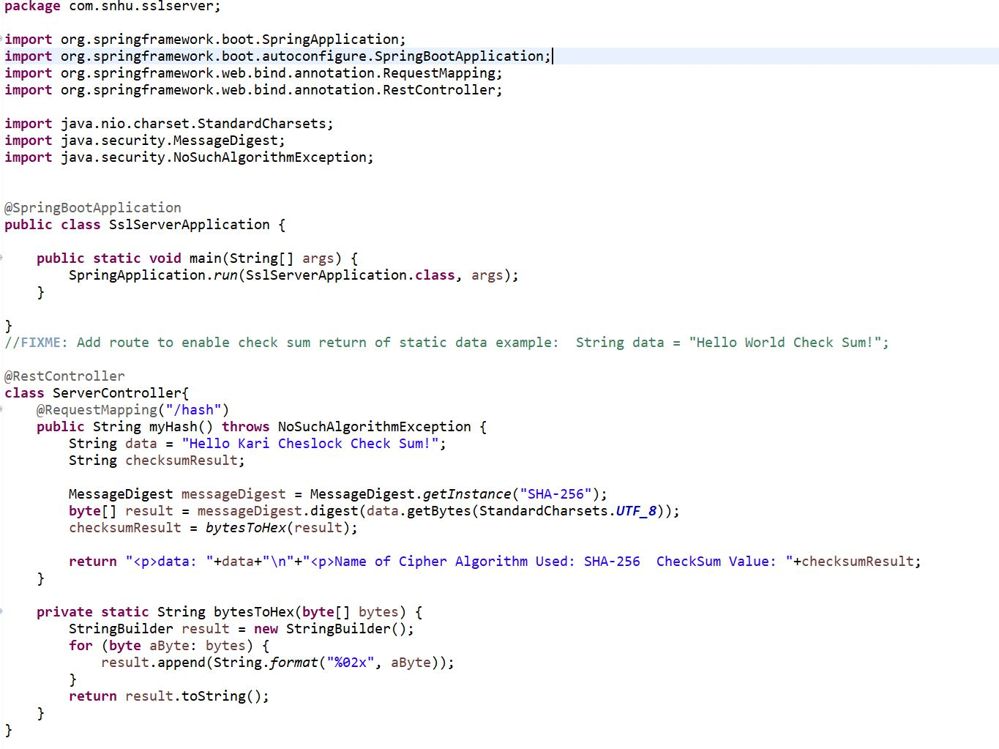 package com.snhu.sslserver;
import org.springframework.boot.SpringApplication;
import org.springframework.boot.autoconfigure.SpringBootApplication;
import org.springframework.web.bind.annotation.RequestMapping;
import org.springframework.web.bind.annotation.RestController;
import java.nio.charset.StandardCharsets;
import java.security.MessageDigest;
import java.security.NoSuchAlgorithmException;
@SpringBootApplication
public class SslServerApplication {
    public static void main(String[] args) {
        SpringApplication.run(SslServerApplication.class, args);
    }
}
//FIXME: Add route to enable check sum return of static data example:  String data = "Hello World Check Sum!";
@RestController
class ServerController{
    @RequestMapping("/hash")
    public String myHash() throws NoSuchAlgorithmException {
        String data = "Hello Kari Cheslock Check Sum!";
        String checksumResult;
        MessageDigest messageDigest = MessageDigest.getInstance("SHA-256");
        byte[] result = messageDigest.digest(data.getBytes(StandardCharsets.UTF_8));
        checksumResult = bytesToHex(result);
        return "<p>data: "+data+"\n"+"<p>Name of Cipher Algorithm Used: SHA-256  CheckSum Value: "+checksumResult;
    }
    private static String bytesToHex(byte[] bytes) {
        StringBuilder result = new StringBuilder();
        for (byte aByte: bytes) {
            result.append(String.format("%02x", aByte));
        }
        return result.toString();
    }
}